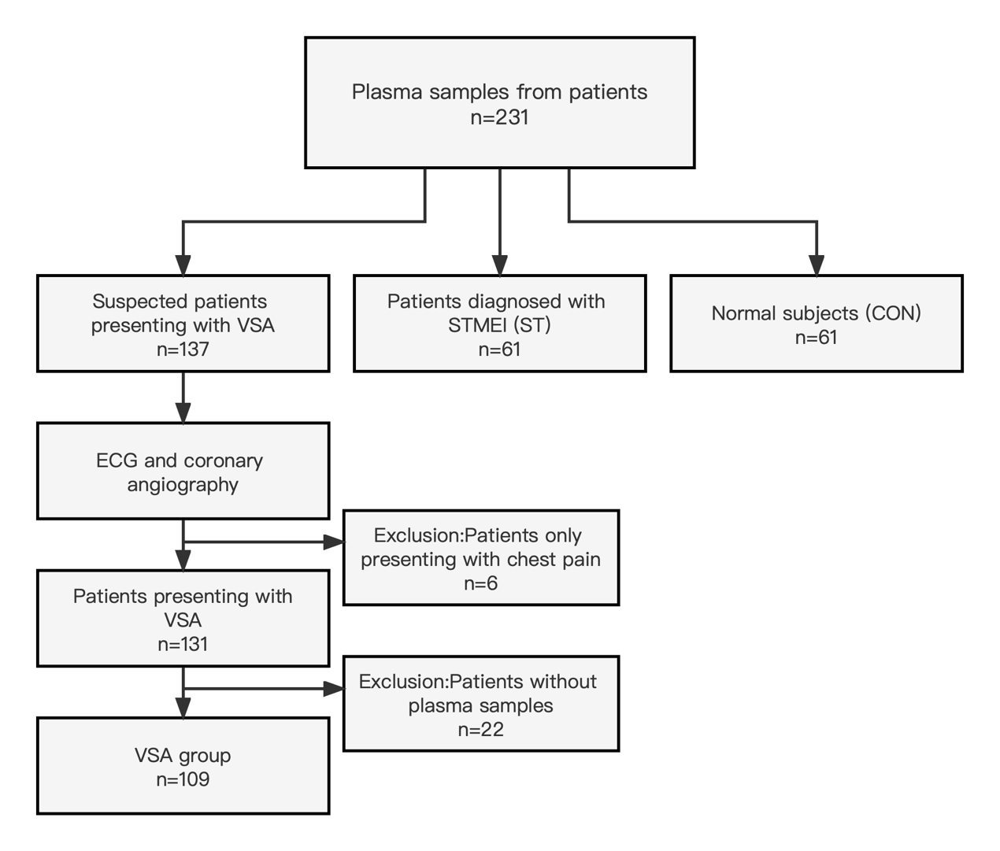 Plasma samples from patients
n=231
Suspected patients
presenting with VSA
n=137
Patients diagnosed with
STMEI (ST)
n=61
Normal subjects (CON)
n=61
ECG and coronary
angiography
Exclusion:Patients only
presenting with chest pain
n=6
Patients presenting with
VSA
n=131
Exclusion:Patients without
plasma samples
n=22
VSA group
n=109